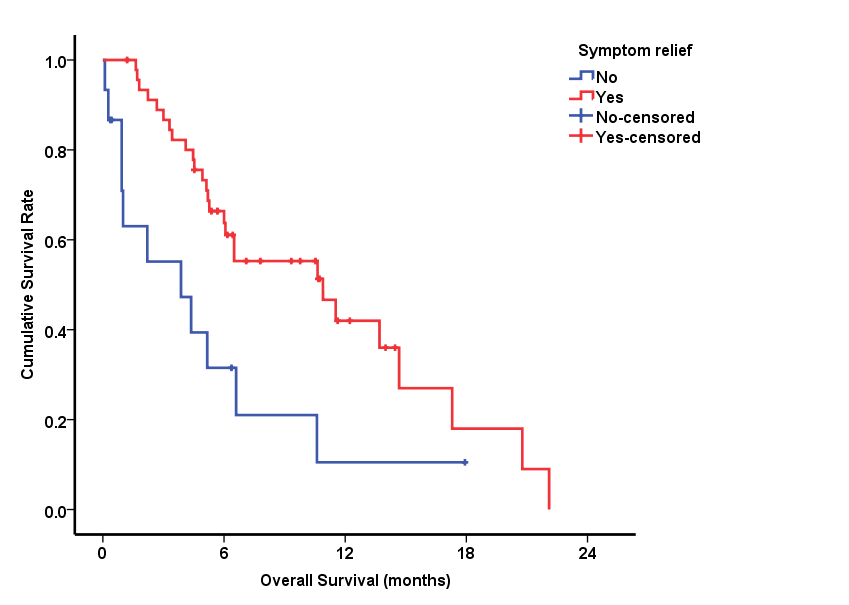 Symptom relief
No
Yes
No-censored
Yes-censored
Cumulative Survival Rate
1.0
0.8
0.6
0.4
0.2
0.0
0 6 12 18 24
Overall Survival (months)